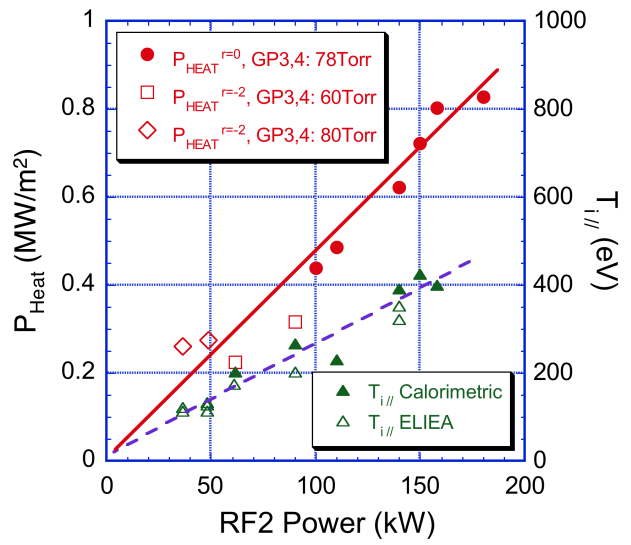 P_HEAT^r=0, GP3,4: 78Torr
P_HEAT^r=-2, GP3,4: 60Torr
P_HEAT^r=-2, GP3,4: 80Torr
1
0.8
0.6
0.4
0.2
0
1000
800
600
400
200
0
P_Heat (MW/m²)
T_i// (eV)
T_i// Calorimetric
T_i// ELIEA
0 50 100 150 200
RF2 Power (kW)